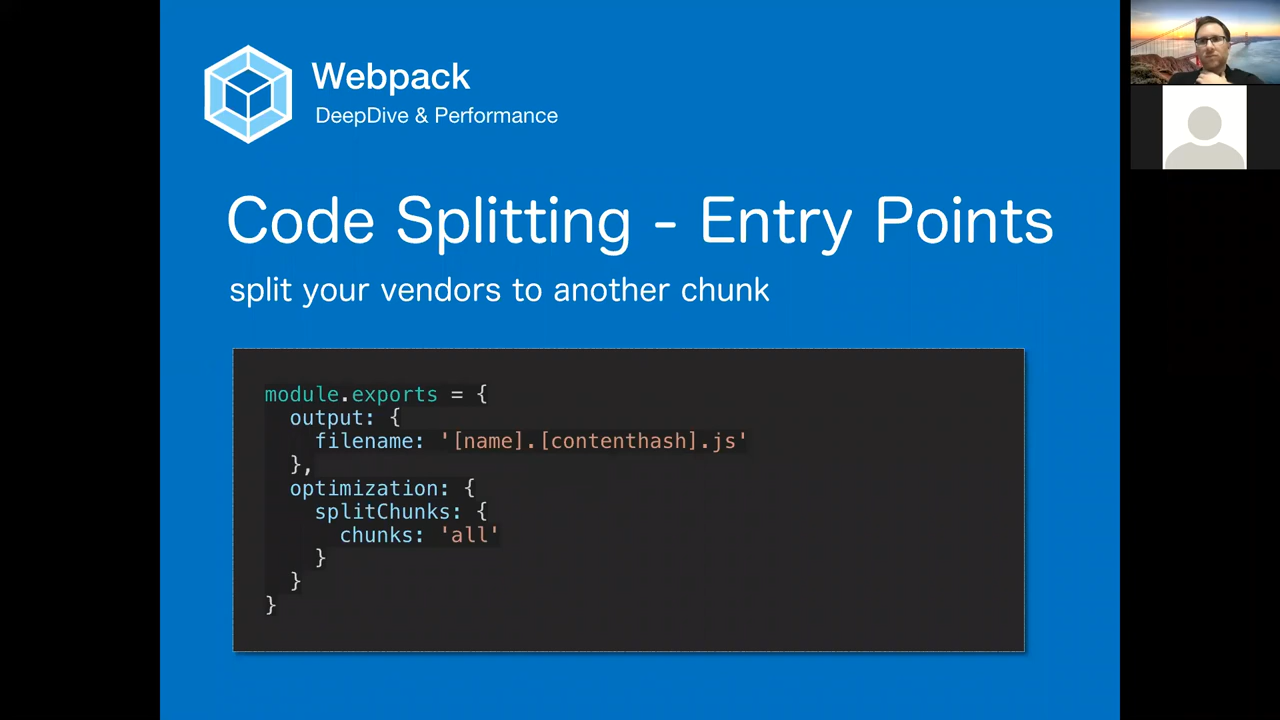 Webpack
DeepDive & Performance
Code Splitting - Entry Points
split your vendors to another chunk
module.exports = {
  output: {
    filename: '[name].[contenthash].js'
  },
  optimization: {
    splitChunks: {
      chunks: 'all'
    }
  }
}